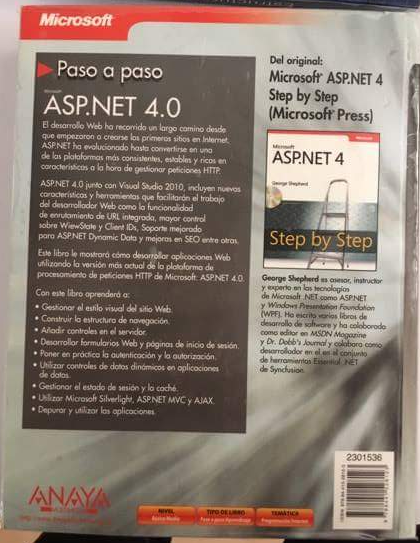 Microsoft
Paso a paso
Microsoft
ASP.NET 4.0
El desarrollo Web ha recorrido un largo camino desde
que empezaron a crearse los primeros sitios en Internet.
ASP.NET ha evolucionado hasta convertirse en una
de las plataformas más consistentes, estables y ricas en
características a la hora de gestionar peticiones HTTP.
ASP.NET 4.0 junto con Visual Studio 2010, incluyen nuevas
características y herramientas que facilitarán el trabajo
del desarrollador Web como la funcionalidad
de enrutamiento de URL integrada, mayor control
sobre WiewState y Client IDs, Soporte mejorado
para ASP.NET Dynamic Data y mejoras en SEO entre otras.
Este libro le mostrará cómo desarrollar aplicaciones Web
utilizando la versión más actual de la plataforma de
procesamiento de peticiones HTTP de Microsoft: ASP.NET 4.0.
Con este libro aprenderá a:
• Gestionar el estilo visual del sitio Web.
• Construir la estructura de navegación.
• Añadir controles en el servidor.
• Desarrollar formularios Web y páginas de inicio de sesión.
• Poner en práctica la autenticación y la autorización.
• Utilizar controles de datos dinámicos en aplicaciones
de datos.
• Gestionar el estado de sesión y la caché.
• Utilizar Microsoft Silverlight, ASP.NET MVC y AJAX.
• Depurar y utilizar las aplicaciones.
Del original:
Microsoft® ASP.NET 4
Step by Step
(Microsoft Press)
Microsoft
Microsoft
ASP.NET 4
George Shepherd
Step by Step
George Shepherd es asesor, instructor
y experto en las tecnologías
de Microsoft .NET como ASP.NET
y Windows Presentation Foundation
(WPF). Ha escrito varios libros de
desarrollo de software y ha colaborado
como editor en MSDN Magazine
y Dr. Dobb's Journal y colabora como
desarrollador en el en el conjunto
de herramientas Essential .NET
de Syncfusion.
2301536
ANAYA
NIVEL
Básico/Medio
TIPO DE LIBRO
Paso a paso/Aprendizaje
TEMÁTICA
Programación/Internet